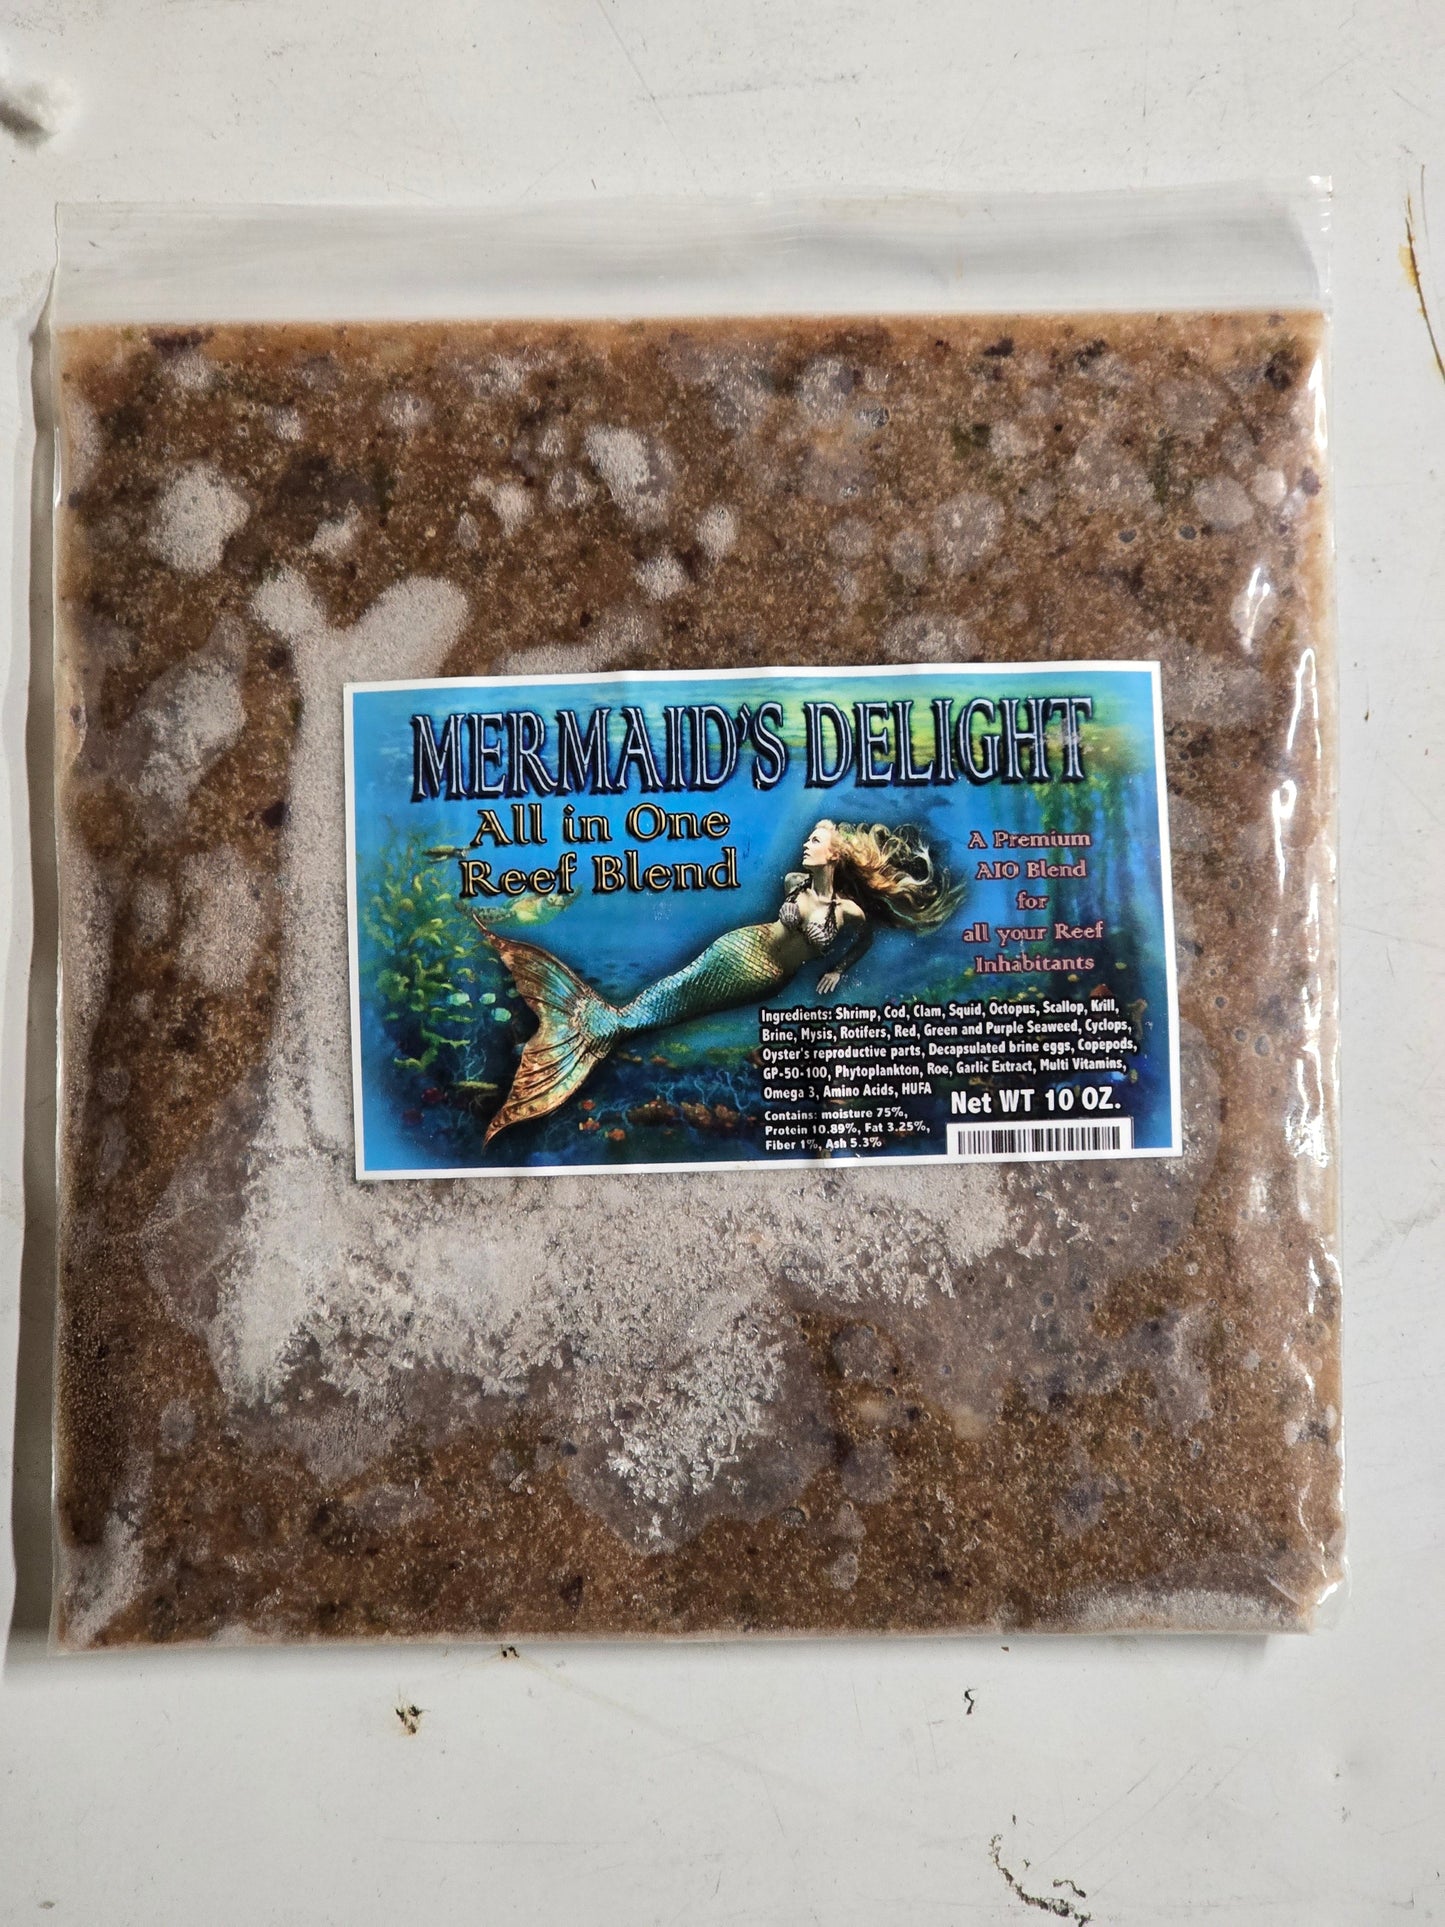 MERMAID'S DELIGHT
All in One
Reef Blend
A Premium
AIO Blend
for
all your Reef
Inhabitants
Ingredients: Shrimp, Cod, Clam, Squid, Octopus, Scallop, Krill,
Brine, Mysis, Rotifers, Red, Green and Purple Seaweed, Cyclops,
Oyster's reproductive parts, Decapsulated brine eggs, Copepods,
GP-50-100, Phytoplankton, Roe, Garlic Extract, Multi Vitamins,
Omega 3, Amino Acids, HUFA
Net WT 10 OZ.
Contains: moisture 75%,
Protein 10.89%, Fat 3.25%,
Fiber 1%, Ash 5.3%